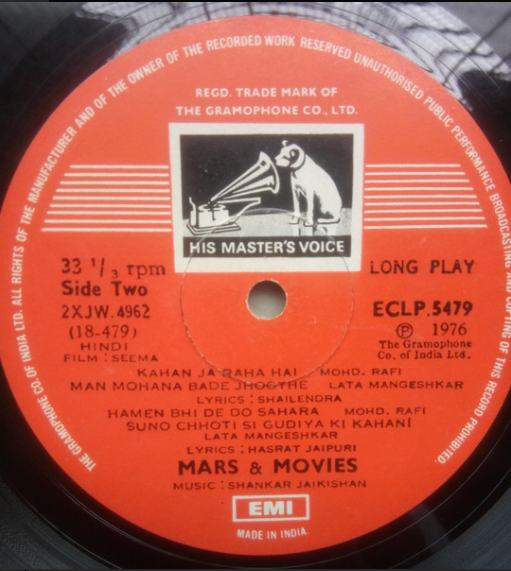 THE GRAMOPHONE CO. OF INDIA LTD. ALL RIGHTS OF THE MANUFACTURER AND OF THE OWNER OF THE RECORDED WORK RESERVED UNAUTHORISED PUBLIC PERFORMANCE BROADCASTING AND COPYING OF THIS RECORD PROHIBITED.
REGD. TRADE MARK OF
THE GRAMOPHONE CO., LTD.
HIS MASTER'S VOICE
33 1/3 rpm
LONG PLAY
Side Two
2XJW.4962
ECLP.5479
(18-479)
Ⓟ 1976
HINDI
The Gramophone
Co. of India Ltd.
FILM : SEEMA
KAHAN JA RAHA HAI MOHD. RAFI
MAN MOHANA BADE JHOOTHE LATA MANGESHKAR
LYRICS : SHAILENDRA
HAMEN BHI DE DO SAHARA MOHD. RAFI
SUNO CHHOTI SI GUDIYA KI KAHANI
LATA MANGESHKAR
LYRICS : HASRAT JAIPURI
MARS & MOVIES
MUSIC : SHANKAR JAIKISHAN
EMI
MADE IN INDIA.